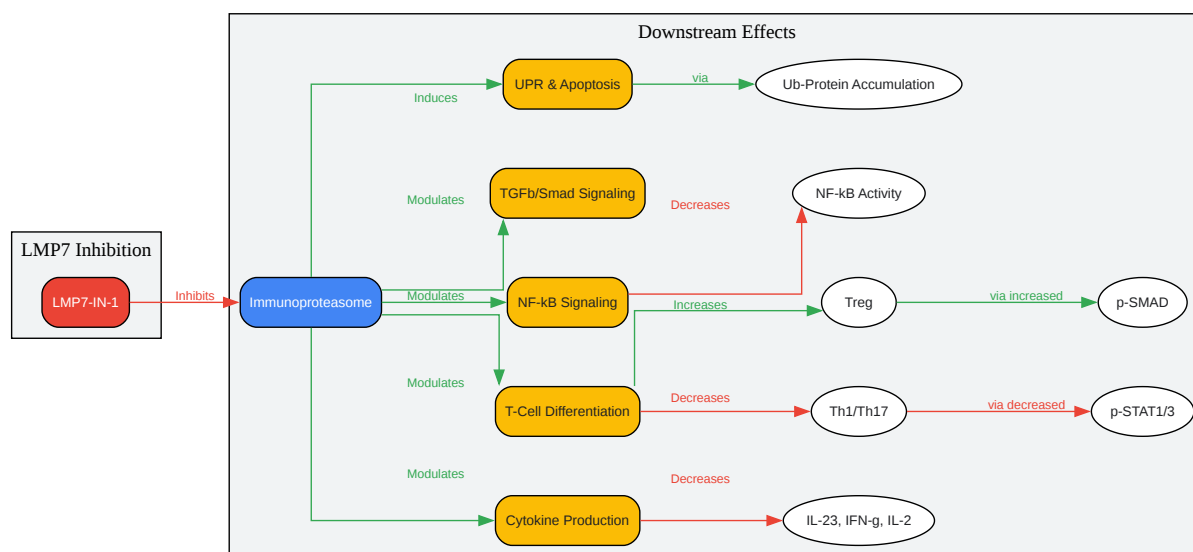 Downstream Effects
UPR & Apoptosis
via
Ub-Protein Accumulation
Induces
TGFb/Smad Signaling
Modulates
Decreases
NF-kB Activity
LMP7 Inhibition
LMP7-IN-1
Inhibits
Immunoproteasome
Modulates
NF-kB Signaling
Increases
Treg
via increased
p-SMAD
Modulates
T-Cell Differentiation
Decreases
Th1/Th17
via decreased
p-STAT1/3
Modulates
Decreases
Cytokine Production
IL-23, IFN-g, IL-2